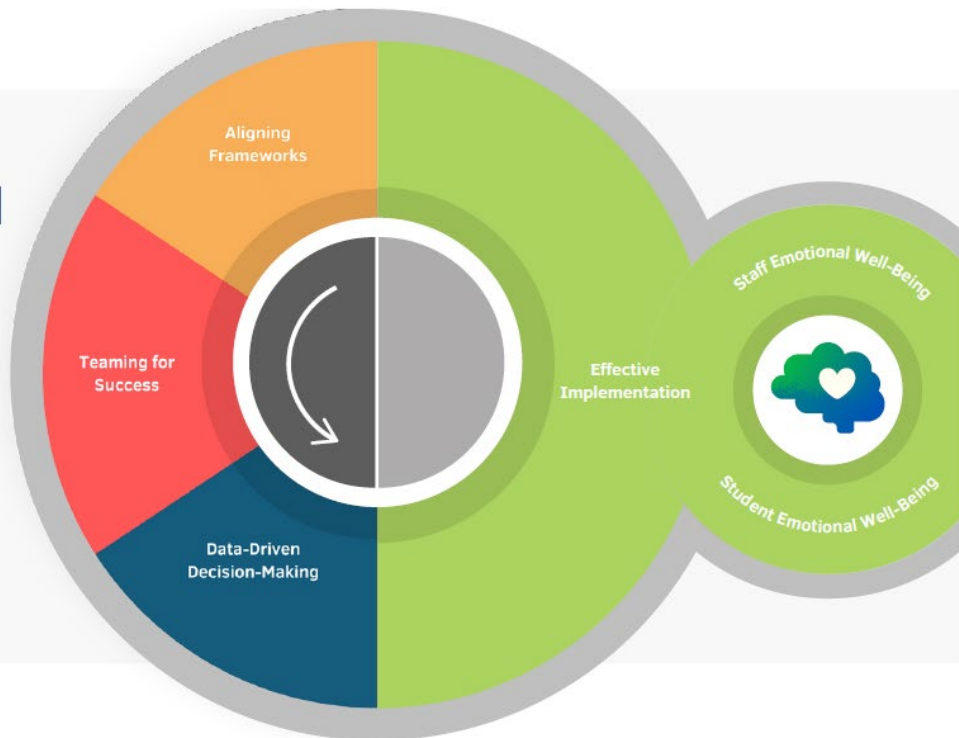 Aligning
Frameworks
Teaming for
Success
Data-Driven
Decision-Making
Effective
Implementation
Staff Emotional Well-Being
Student Emotional Well-Being